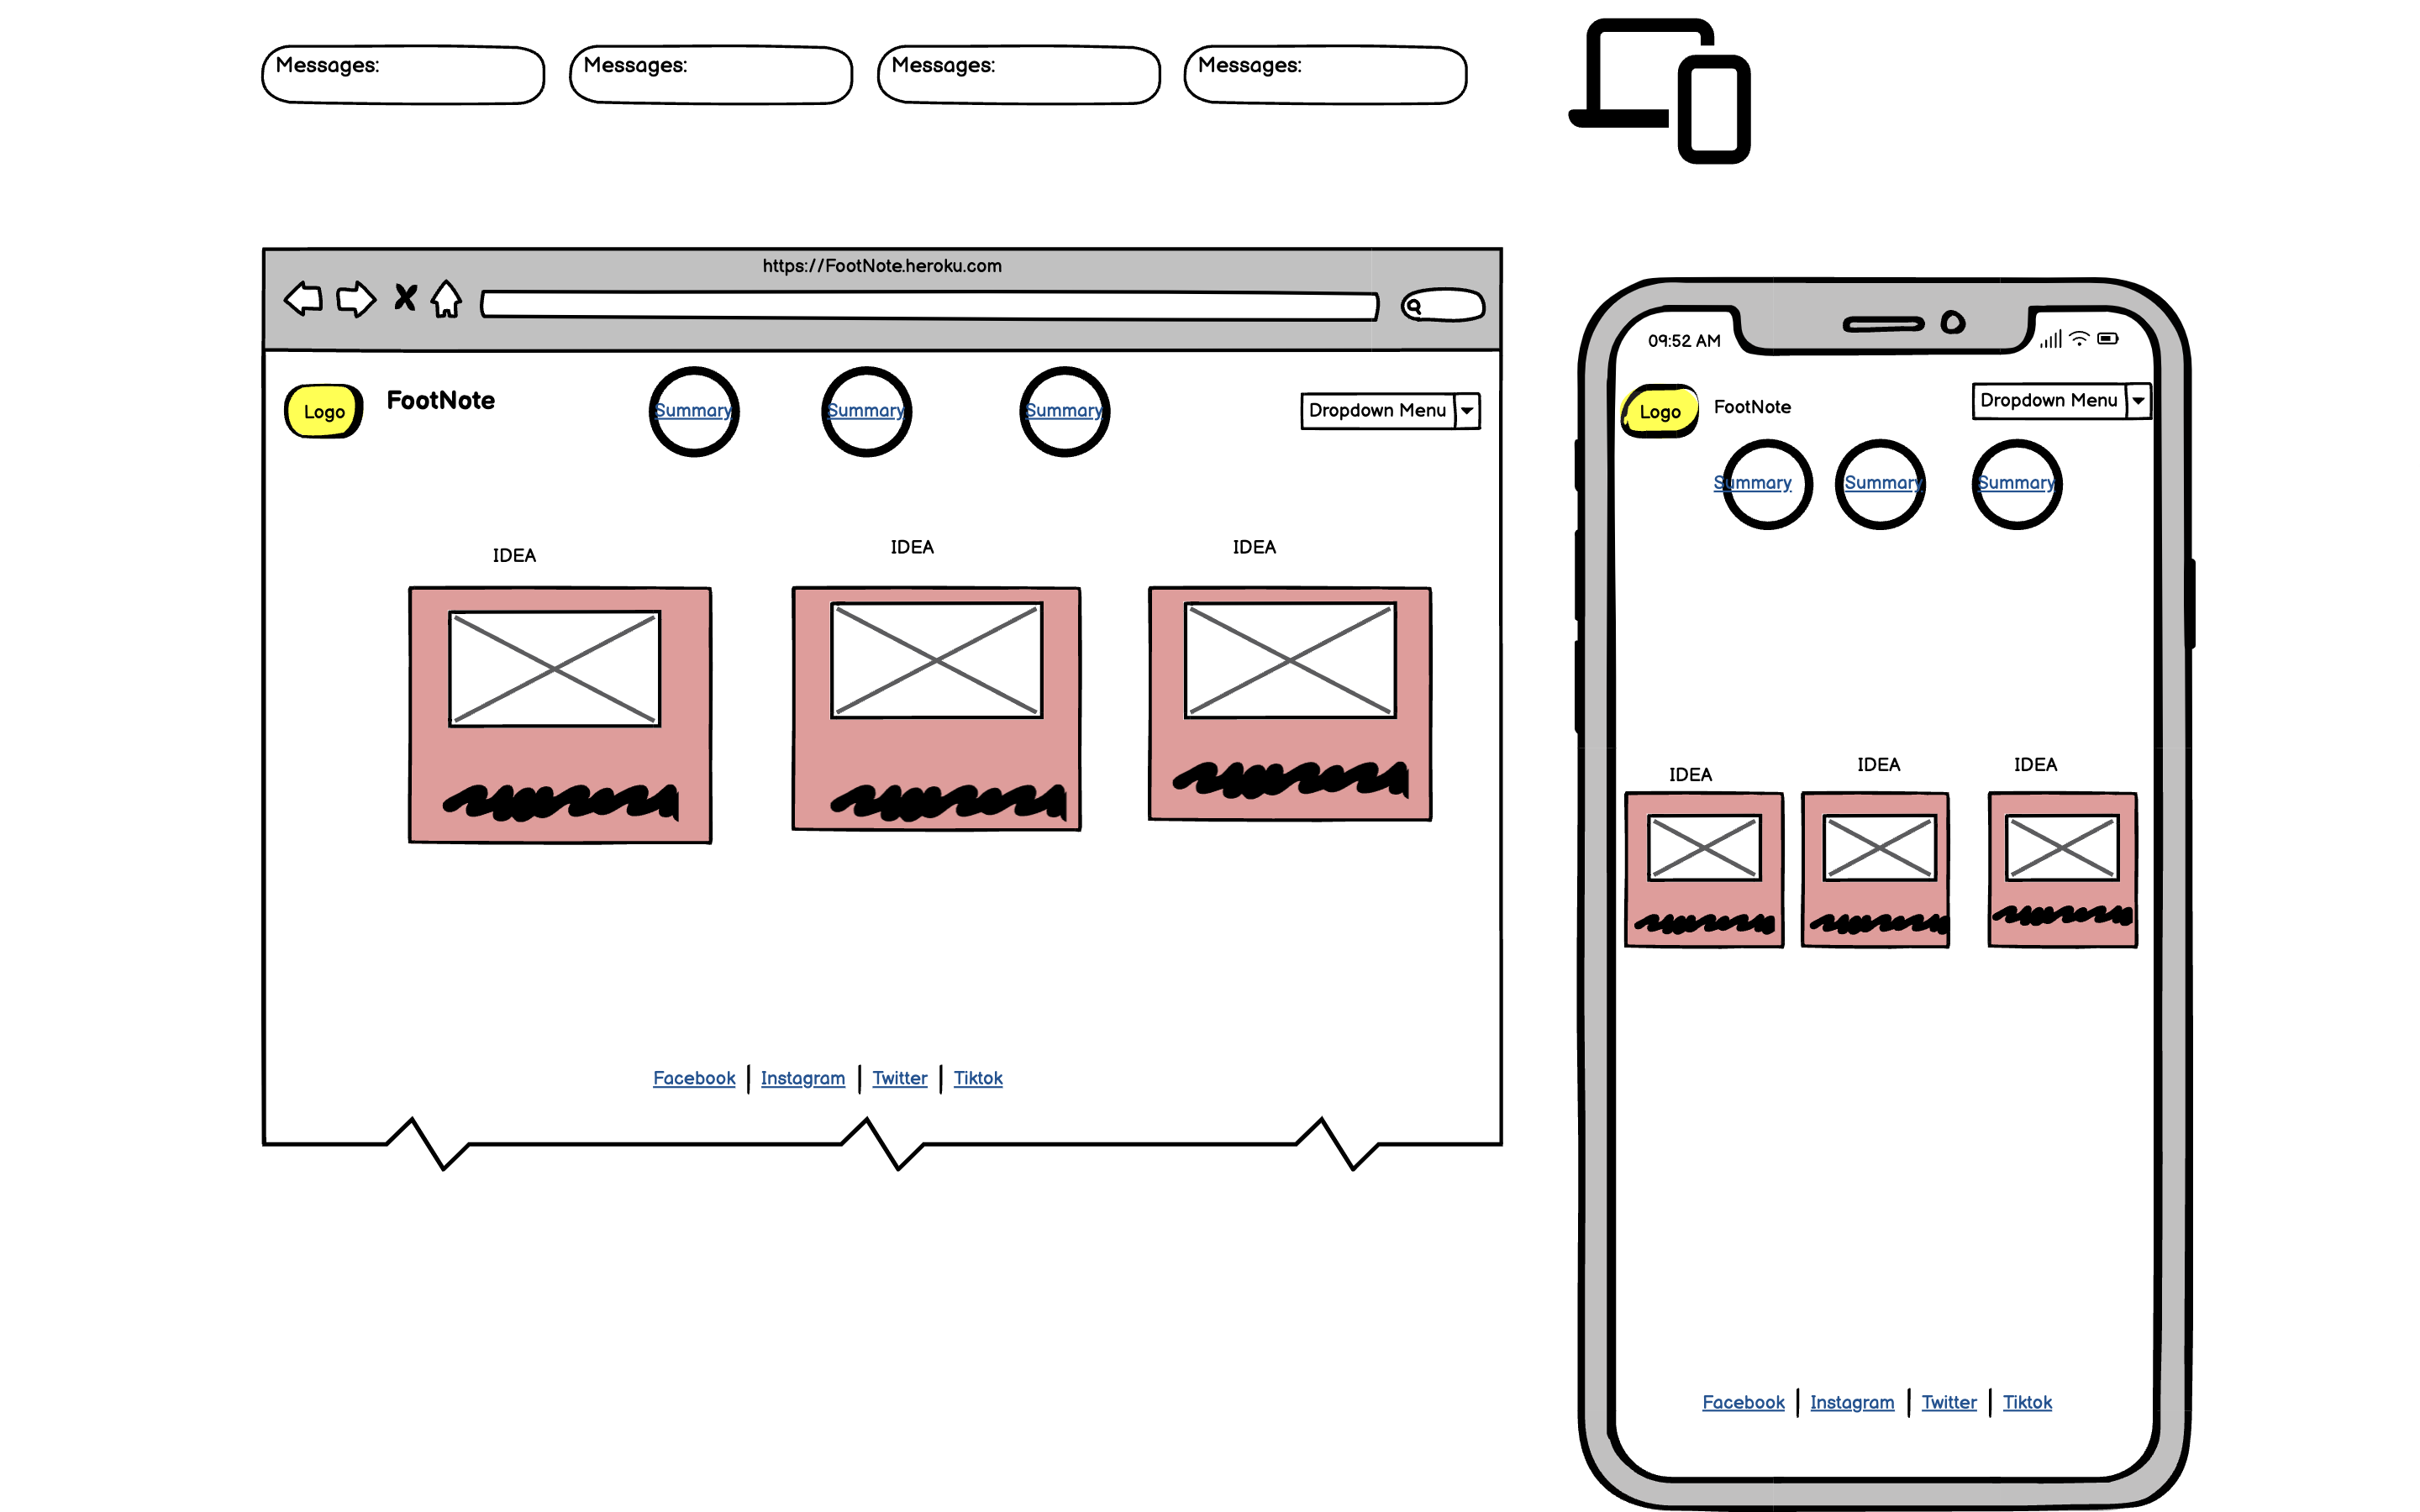 Messages: Messages: Messages: Messages:
https://FootNote.heroku.com
Logo FootNote Summary Summary Summary Dropdown Menu
IDEA IDEA IDEA
Facebook Instagram Twitter Tiktok
09:52 AM
Logo FootNote Dropdown Menu
Summary Summary Summary
IDEA IDEA IDEA
Facebook Instagram Twitter Tiktok